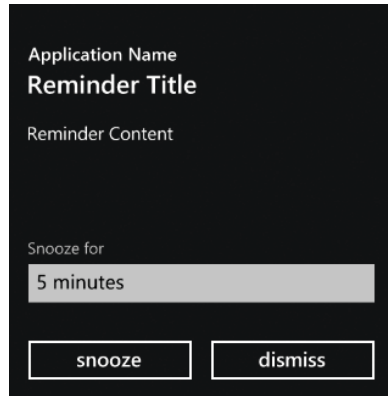 Application Name
Reminder Title
Reminder Content
Snooze for
5 minutes
snooze
dismiss